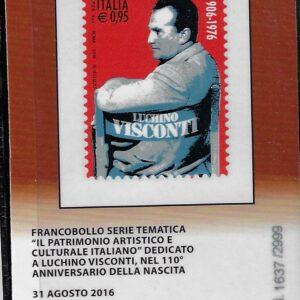 ITALIA
€0,95
906-1976
LUCHINO
VISCONTI
FRANCOBOLLO SERIE TEMATICA
"IL PATRIMONIO ARTISTICO E
CULTURALE ITALIANO" DEDICATO
A LUCHINO VISCONTI, NEL 110°
ANNIVERSARIO DELLA NASCITA
31 AGOSTO 2016
1637 /2999